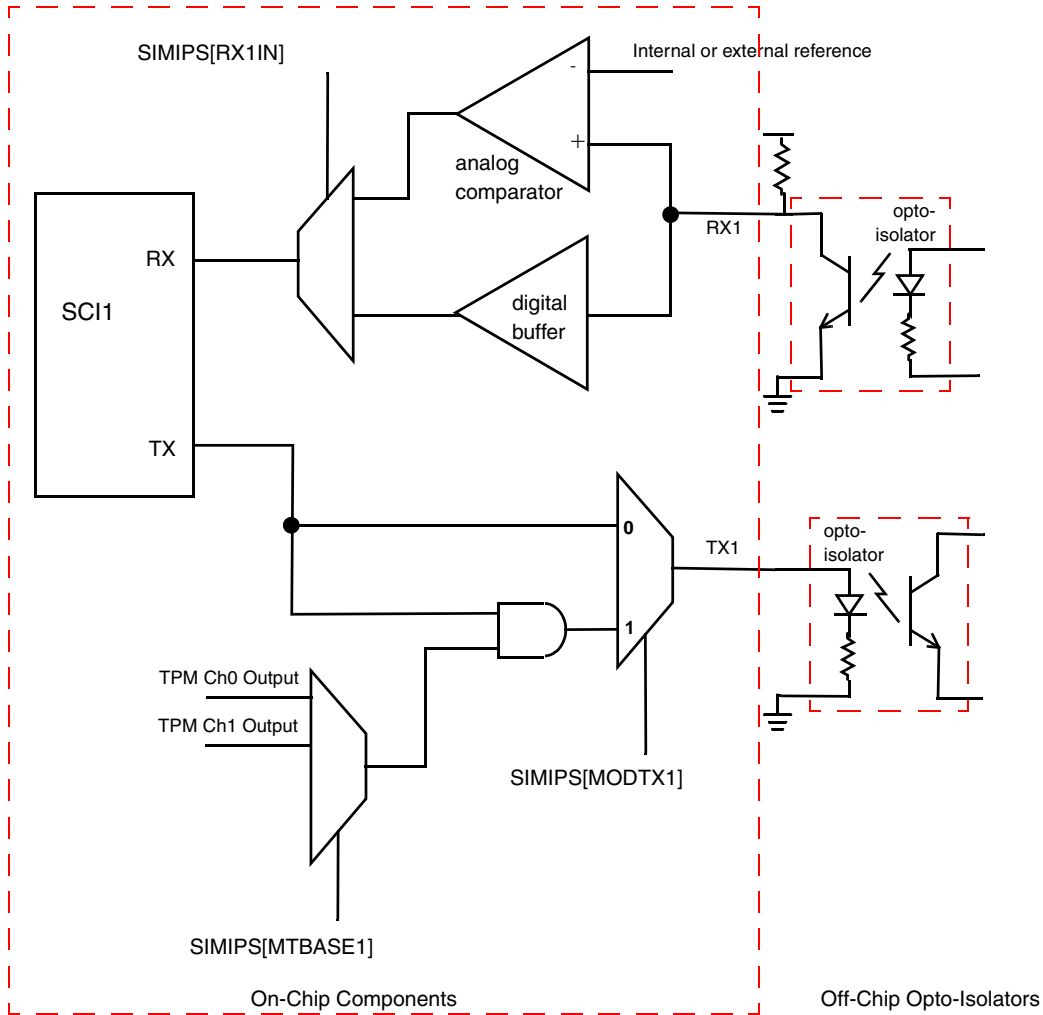 SIMIPS[RX1IN]
Internal or external reference
-
+
analog
comparator
RX1
opto-
isolator
RX
SCI1
digital
buffer
TX
0
TX1
opto-
isolator
1
TPM Ch0 Output
TPM Ch1 Output
SIMIPS[MODTX1]
SIMIPS[MTBASE1]
On-Chip Components
Off-Chip Opto-Isolators